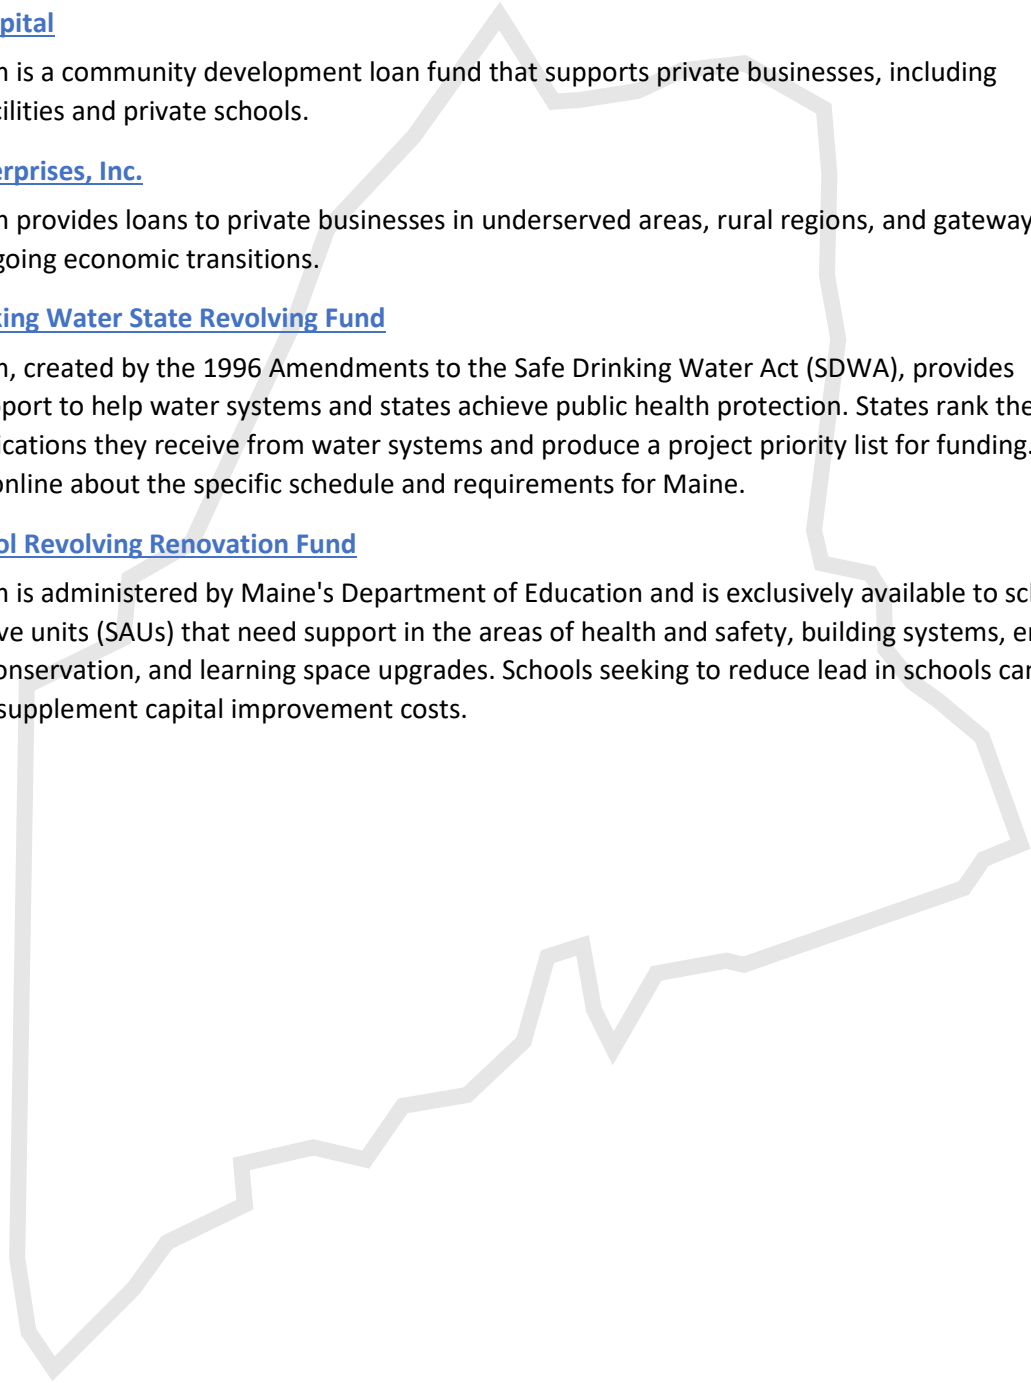 pital
n is a community development loan fund that supports private businesses, including
cilities and private schools.
erprises, Inc.
n provides loans to private businesses in underserved areas, rural regions, and gateway
going economic transitions.
king Water State Revolving Fund
n, created by the 1996 Amendments to the Safe Drinking Water Act (SDWA), provides
pport to help water systems and states achieve public health protection. States rank the
ications they receive from water systems and produce a project priority list for funding.
online about the specific schedule and requirements for Maine.
ol Revolving Renovation Fund
n is administered by Maine's Department of Education and is exclusively available to sc
ve units (SAUs) that need support in the areas of health and safety, building systems, e
onservation, and learning space upgrades. Schools seeking to reduce lead in schools ca
supplement capital improvement costs.